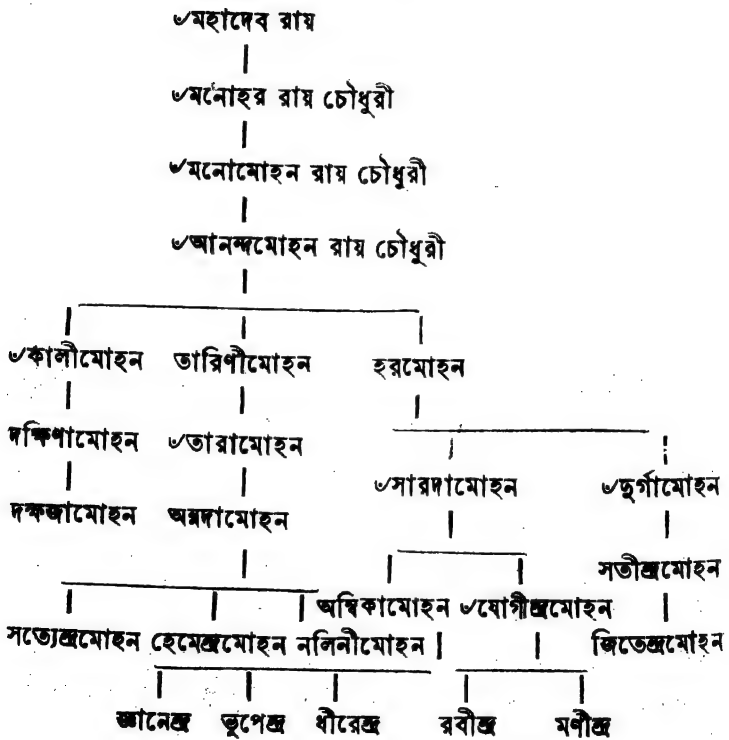 ৺মহাদেব রায়
৺মনোহর রায় চৌধুরী
৺মনোমোহন রায় চৌধুরী
৺আনন্দমোহন রায় চৌধুরী
৺কালীমোহন তারিণীমোহন হরমোহন
দক্ষিণামোহন ৺তারামোহন
৺সারদামোহন ৺দুর্গামোহন
দক্ষজামোহন অন্নদামোহন
সতীন্দ্রমোহন
অম্বিকামোহন ৺যোগীন্দ্রমোহন
সত্যেন্দ্রমোহন হেমেন্দ্রমোহন নলিনীমোহন জিতেন্দ্রমোহন
জ্ঞানেন্দ্র ভূপেন্দ্র ধীরেন্দ্র রবীন্দ্র মণীন্দ্র